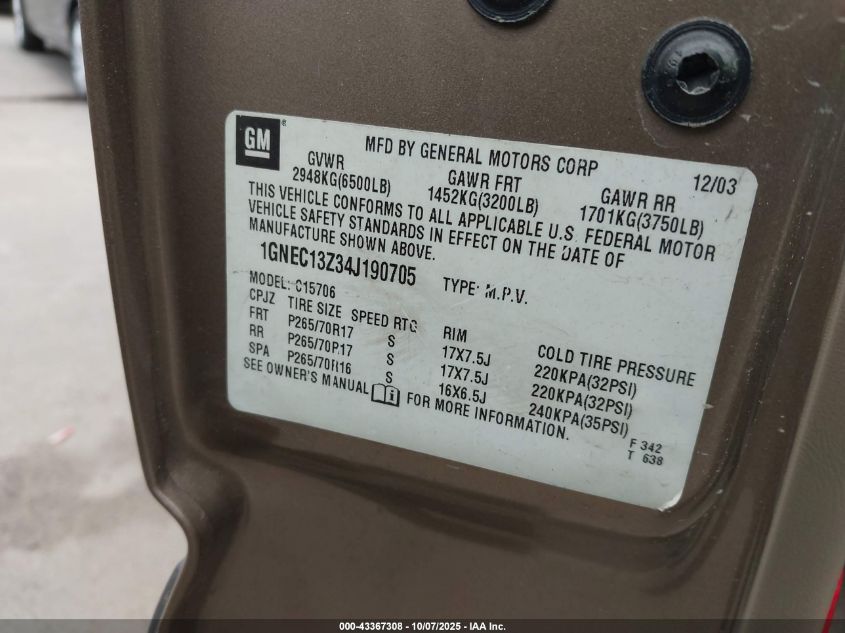 GM ®
MFD BY GENERAL MOTORS CORP 12/03
GVWR GAWR FRT GAWR RR
2948KG(6500LB) 1452KG(3200LB) 1701KG(3750LB)
THIS VEHICLE CONFORMS TO ALL APPLICABLE U.S. FEDERAL MOTOR
VEHICLE SAFETY STANDARDS IN EFFECT ON THE DATE OF
MANUFACTURE SHOWN ABOVE.
1GNEC13Z34J190705 TYPE: M.P.V.
MODEL: C15706
CPJZ TIRE SIZE SPEED RTG RIM COLD TIRE PRESSURE
FRT P265/70R17 S 17X7.5J 220KPA(32PSI)
RR P265/70R17 S 17X7.5J 220KPA(32PSI)
SPA P265/70R16 S 16X6.5J 240KPA(35PSI)
SEE OWNER'S MANUAL i FOR MORE INFORMATION.
F 342
T 638
000-43367308 - 10/07/2025 - IAA Inc.